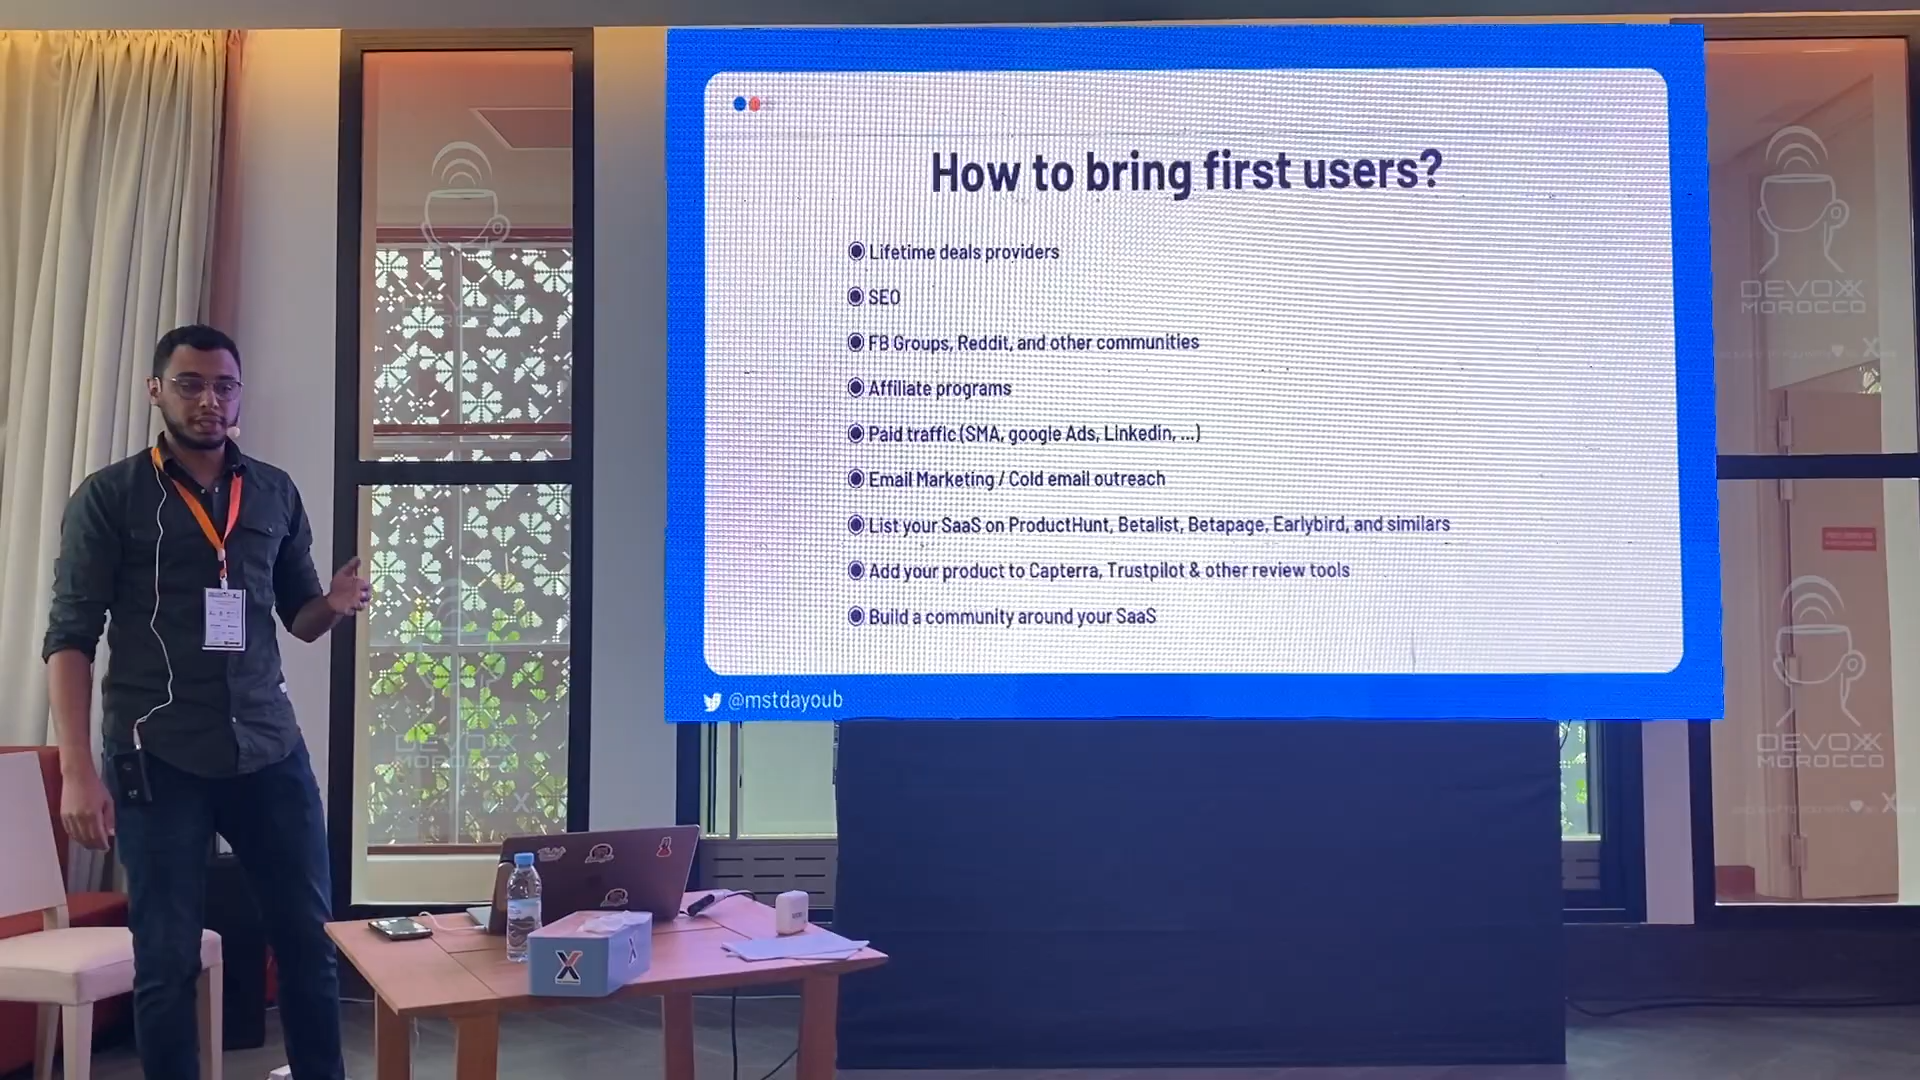 How to bring first users?
Lifetime deals providers
SEO
FB Groups, Reddit, and other communities
Affiliate programs
Paid traffic (SMA, google Ads, Linkedin, ...)
Email Marketing / Cold email outreach
List your SaaS on ProductHunt, Betalist, Betapage, Earlybird, and similars
Add your product to Capterra, Trustpilot & other review tools
Build a community around your SaaS
@mstdayoub
DEVOXX
MOROCCO
DEVOXX
MOROCCO
DEVOXX
MOROCCO
X